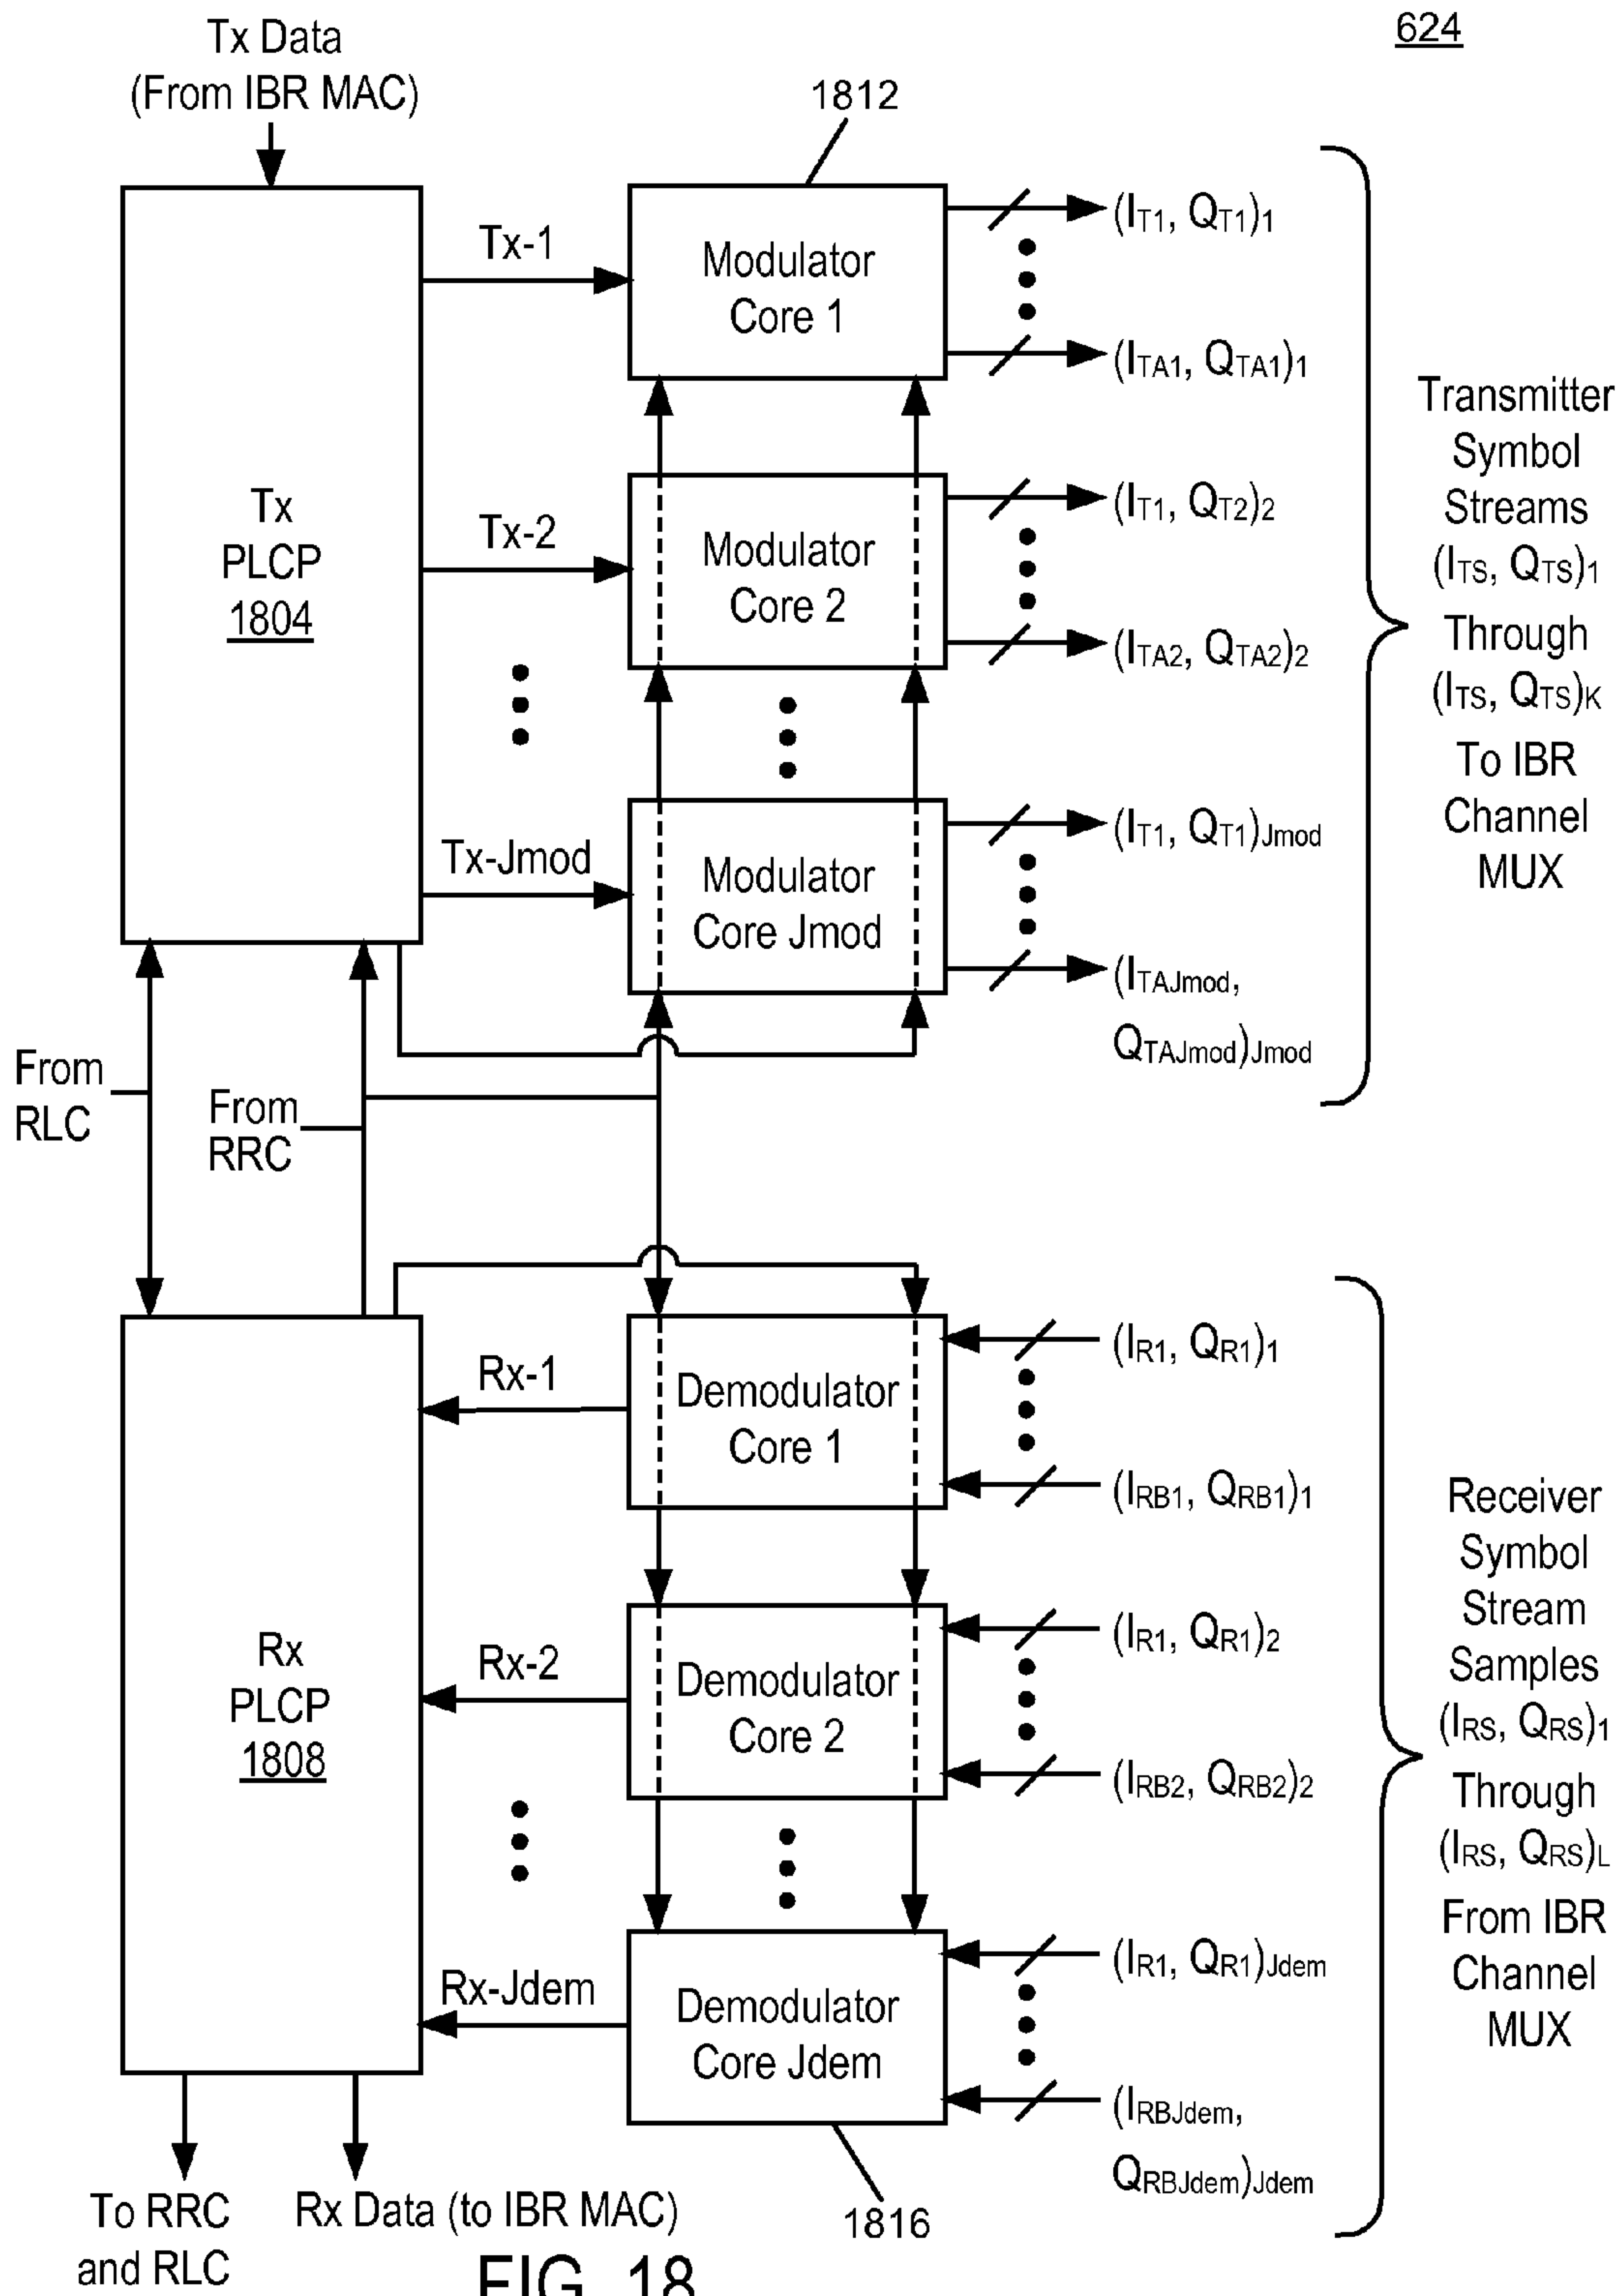 624
Tx Data
(From IBR MAC)
1812
Tx
PLCP
1804
Tx-1
Modulator
Core 1
(IT1, QT1)1
(ITA1, QTA1)1
Tx-2
Modulator
Core 2
(IT1, QT2)2
(ITA2, QTA2)2
Tx-Jmod
Modulator
Core Jmod
(IT1, QT1)Jmod
(ITAJmod,
QTAJmod)Jmod
Transmitter
Symbol
Streams
(ITS, QTS)1
Through
(ITS, QTS)K
To IBR
Channel
MUX
From
RLC
From
RRC
Rx
PLCP
1808
Rx-1
Demodulator
Core 1
(IR1, QR1)1
(IRB1, QRB1)1
Rx-2
Demodulator
Core 2
(IR1, QR1)2
(IRB2, QRB2)2
Rx-Jdem
Demodulator
Core Jdem
(IR1, QR1)Jdem
(IRBJdem,
QRBJdem)Jdem
Receiver
Symbol
Stream
Samples
(IRS, QRS)1
Through
(IRS, QRS)L
From IBR
Channel
MUX
1816
To RRC
and RLC
Rx Data (to IBR MAC)
FIG. 18